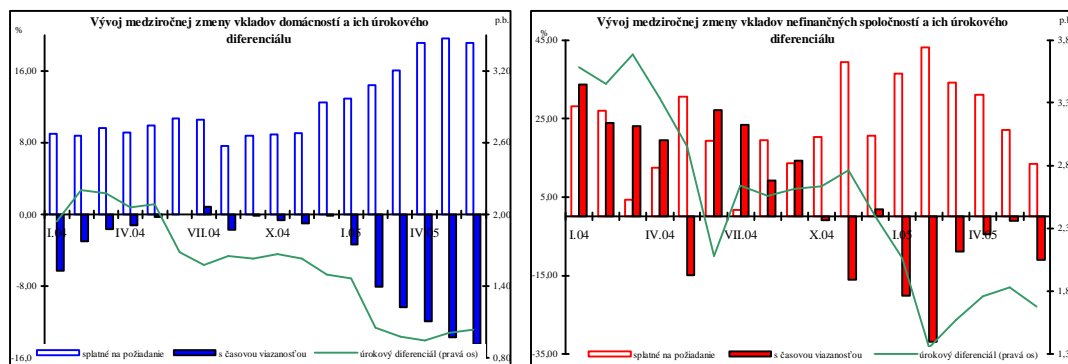 Vývoj medziročnej zmeny vkladov domácností a ich úrokového
diferenciálu
%
p.b.
16,00
8,00
0,00
-8,00
-16,0
3,20
2,60
2,00
1,40
0,80
I.04
IV.04
VII.04
X.04
I.05
IV.05
splatné na požiadanie
s časovou viazanosťou
úrokový diferenciál (pravá os)
Vývoj medziročnej zmeny vkladov nefinančných spoločností a ich úrokového
diferenciálu
%
p.b
45,00
25,00
5,00
-15,00
-35,00
3,8
3,3
2,8
2,3
1,8
1,3
I.04
IV.04
VII.04
X.04
I.05
IV.05
splatné na požiadanie
s časovou viazanosťou
úrokový diferenciál (pravá os)